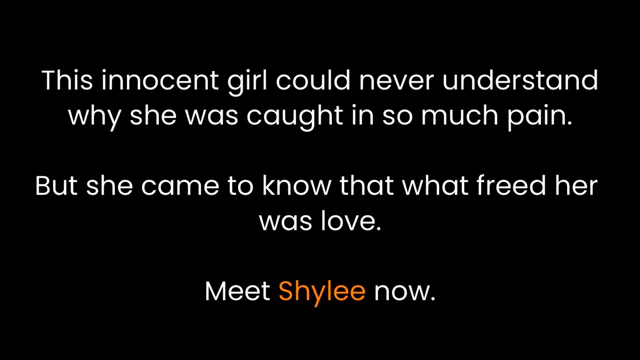 This innocent girl could never understand
why she was caught in so much pain.
But she came to know that what freed her
was love.
Meet Shylee now.